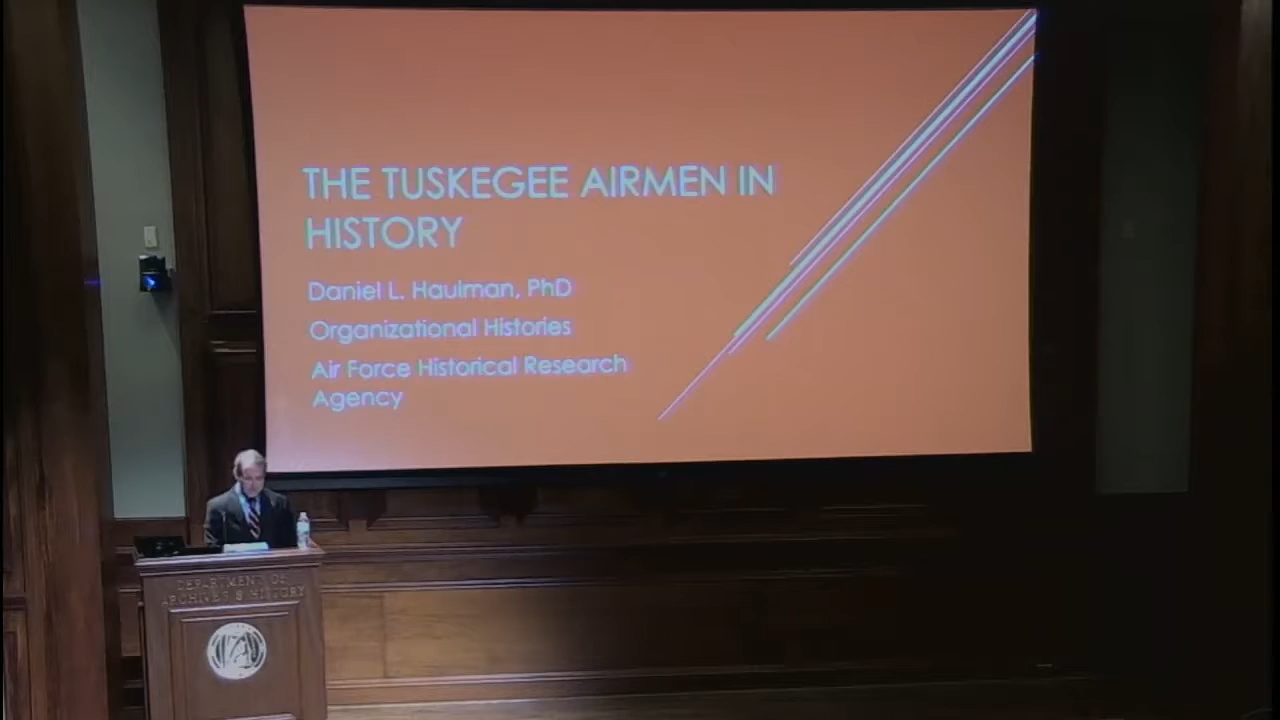 THE TUSKEGEE AIRMEN IN
HISTORY
Daniel L. Haulman, PhD
Organizational Histories
Air Force Historical Research
Agency
DEPARTMENT OF
ARCHIVES & HISTORY